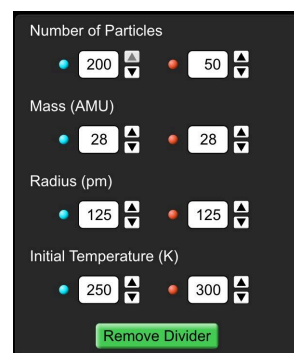 Number of Particles
200 50
Mass (AMU)
28 28
Radius (pm)
125 125
Initial Temperature (K)
250 300
Remove Divider